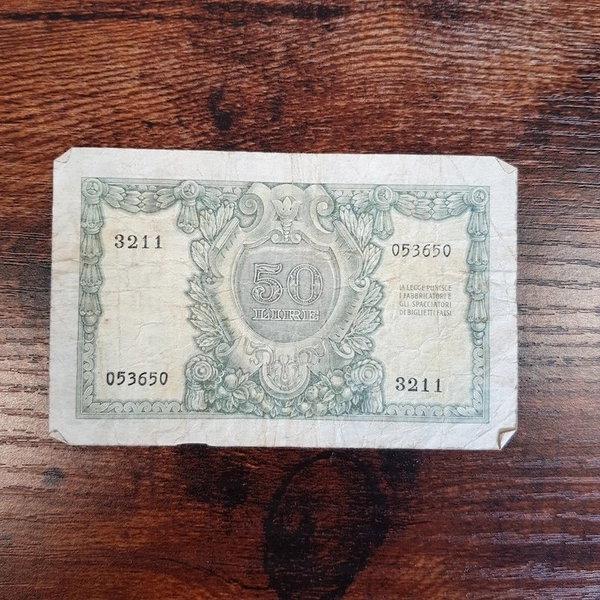 3211
053650
50
LIRE
LA LEGGE PUNISCE
I FABBRICATORI E
GLI SPACCIATORI
DI BIGLIETTI FALSI
053650
3211